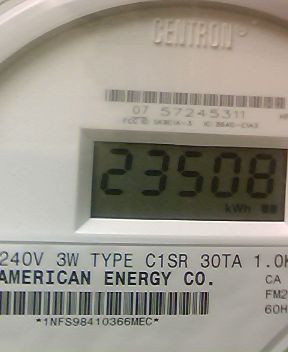 CENTRON®
07 57245311
23508
kWh
240V 3W TYPE C1SR 30TA 1.0K
AMERICAN ENERGY CO.
CA
FM2
60H
*1NFS98410366MEC*